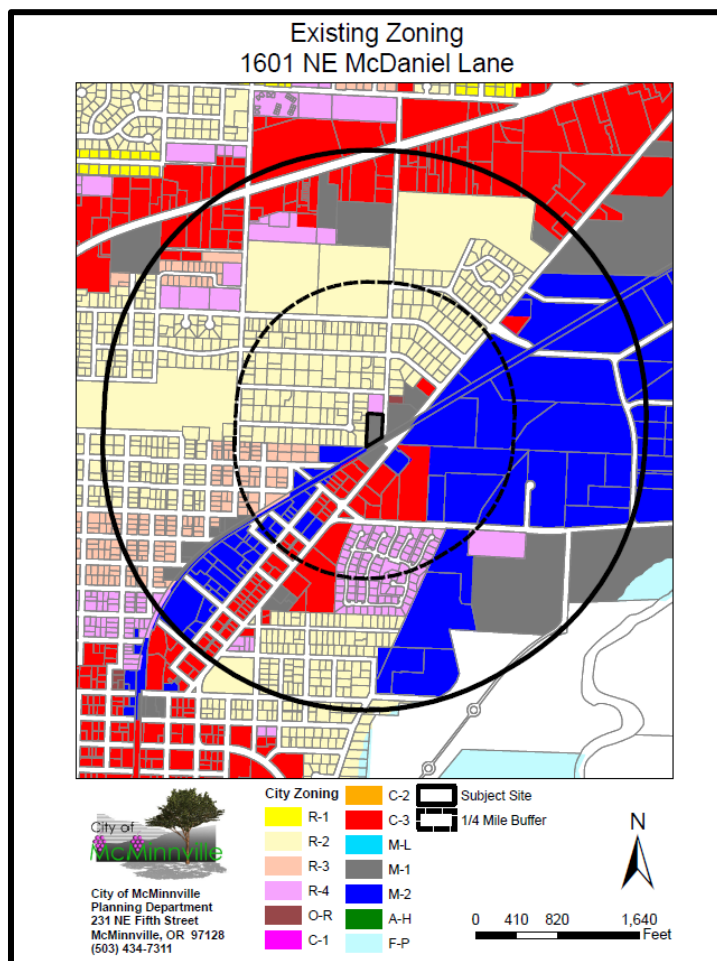 Existing Zoning
1601 NE McDaniel Lane
City of
McMinnville
City of McMinnville
Planning Department
231 NE Fifth Street
McMinnville, OR 97128
(503) 434-7311
City Zoning
R-1
R-2
R-3
R-4
O-R
C-1
C-2
C-3
M-L
M-1
M-2
A-H
F-P
Subject Site
1/4 Mile Buffer
N
0 410 820 1,640
Feet